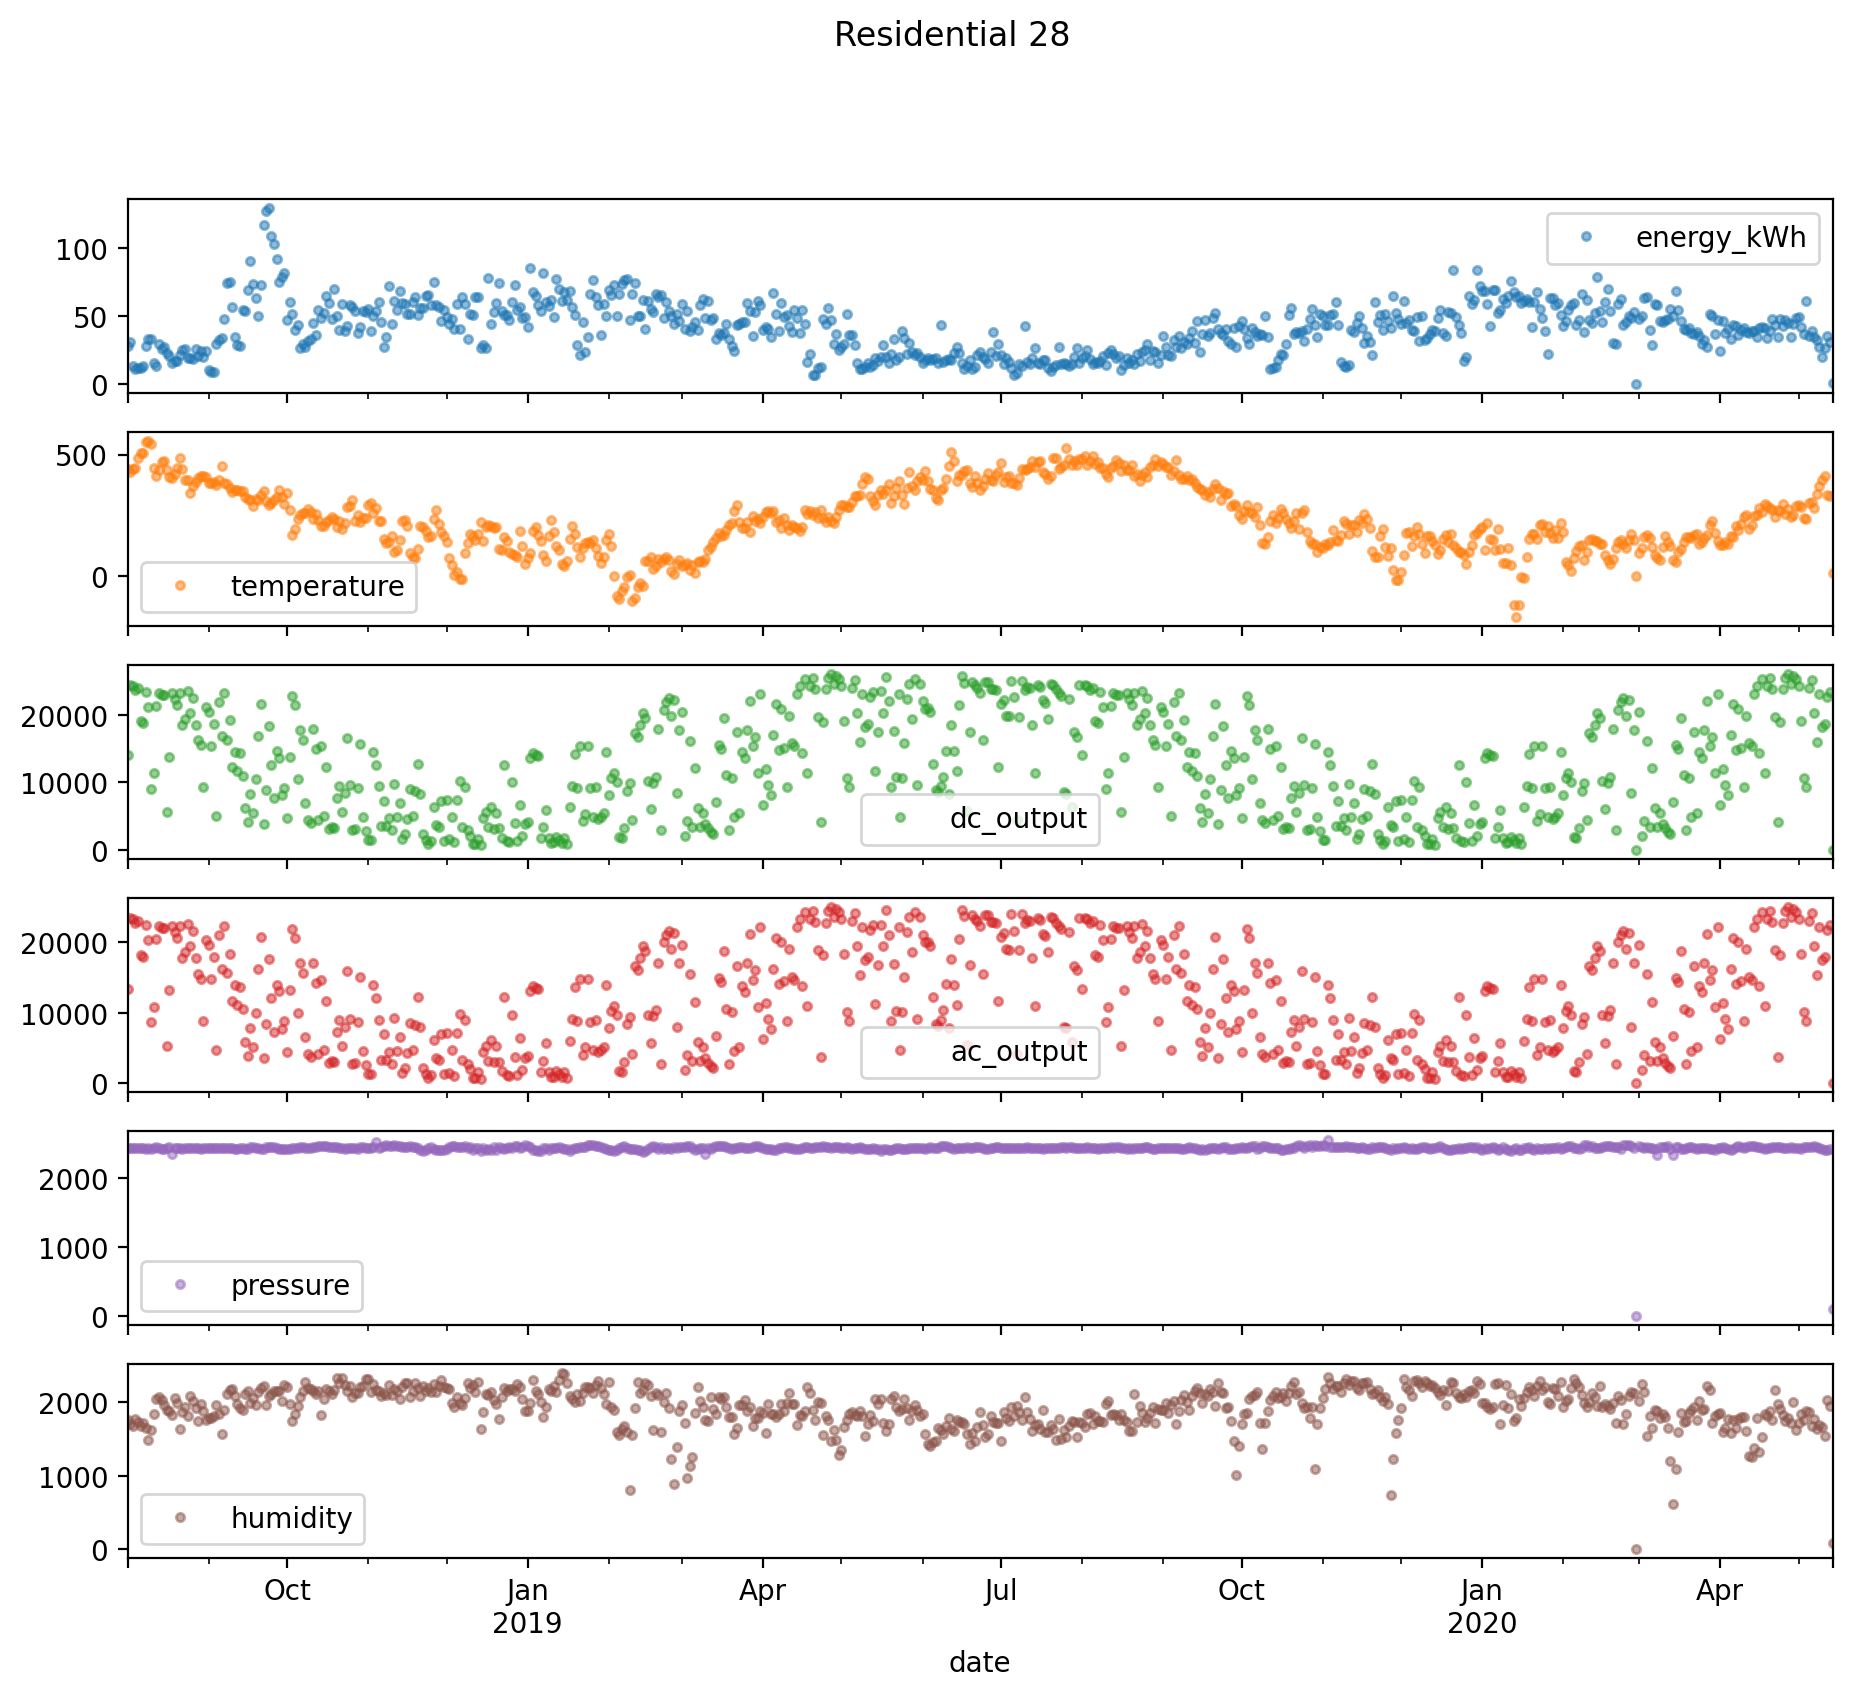 Residential 28
100
50
0
energy_kWh
500
0
temperature
20000
10000
0
dc_output
20000
10000
0
ac_output
2000
1000
0
pressure
2000
1000
0
humidity
Oct Jan Apr Jul Oct Jan Apr
2019 2020
date